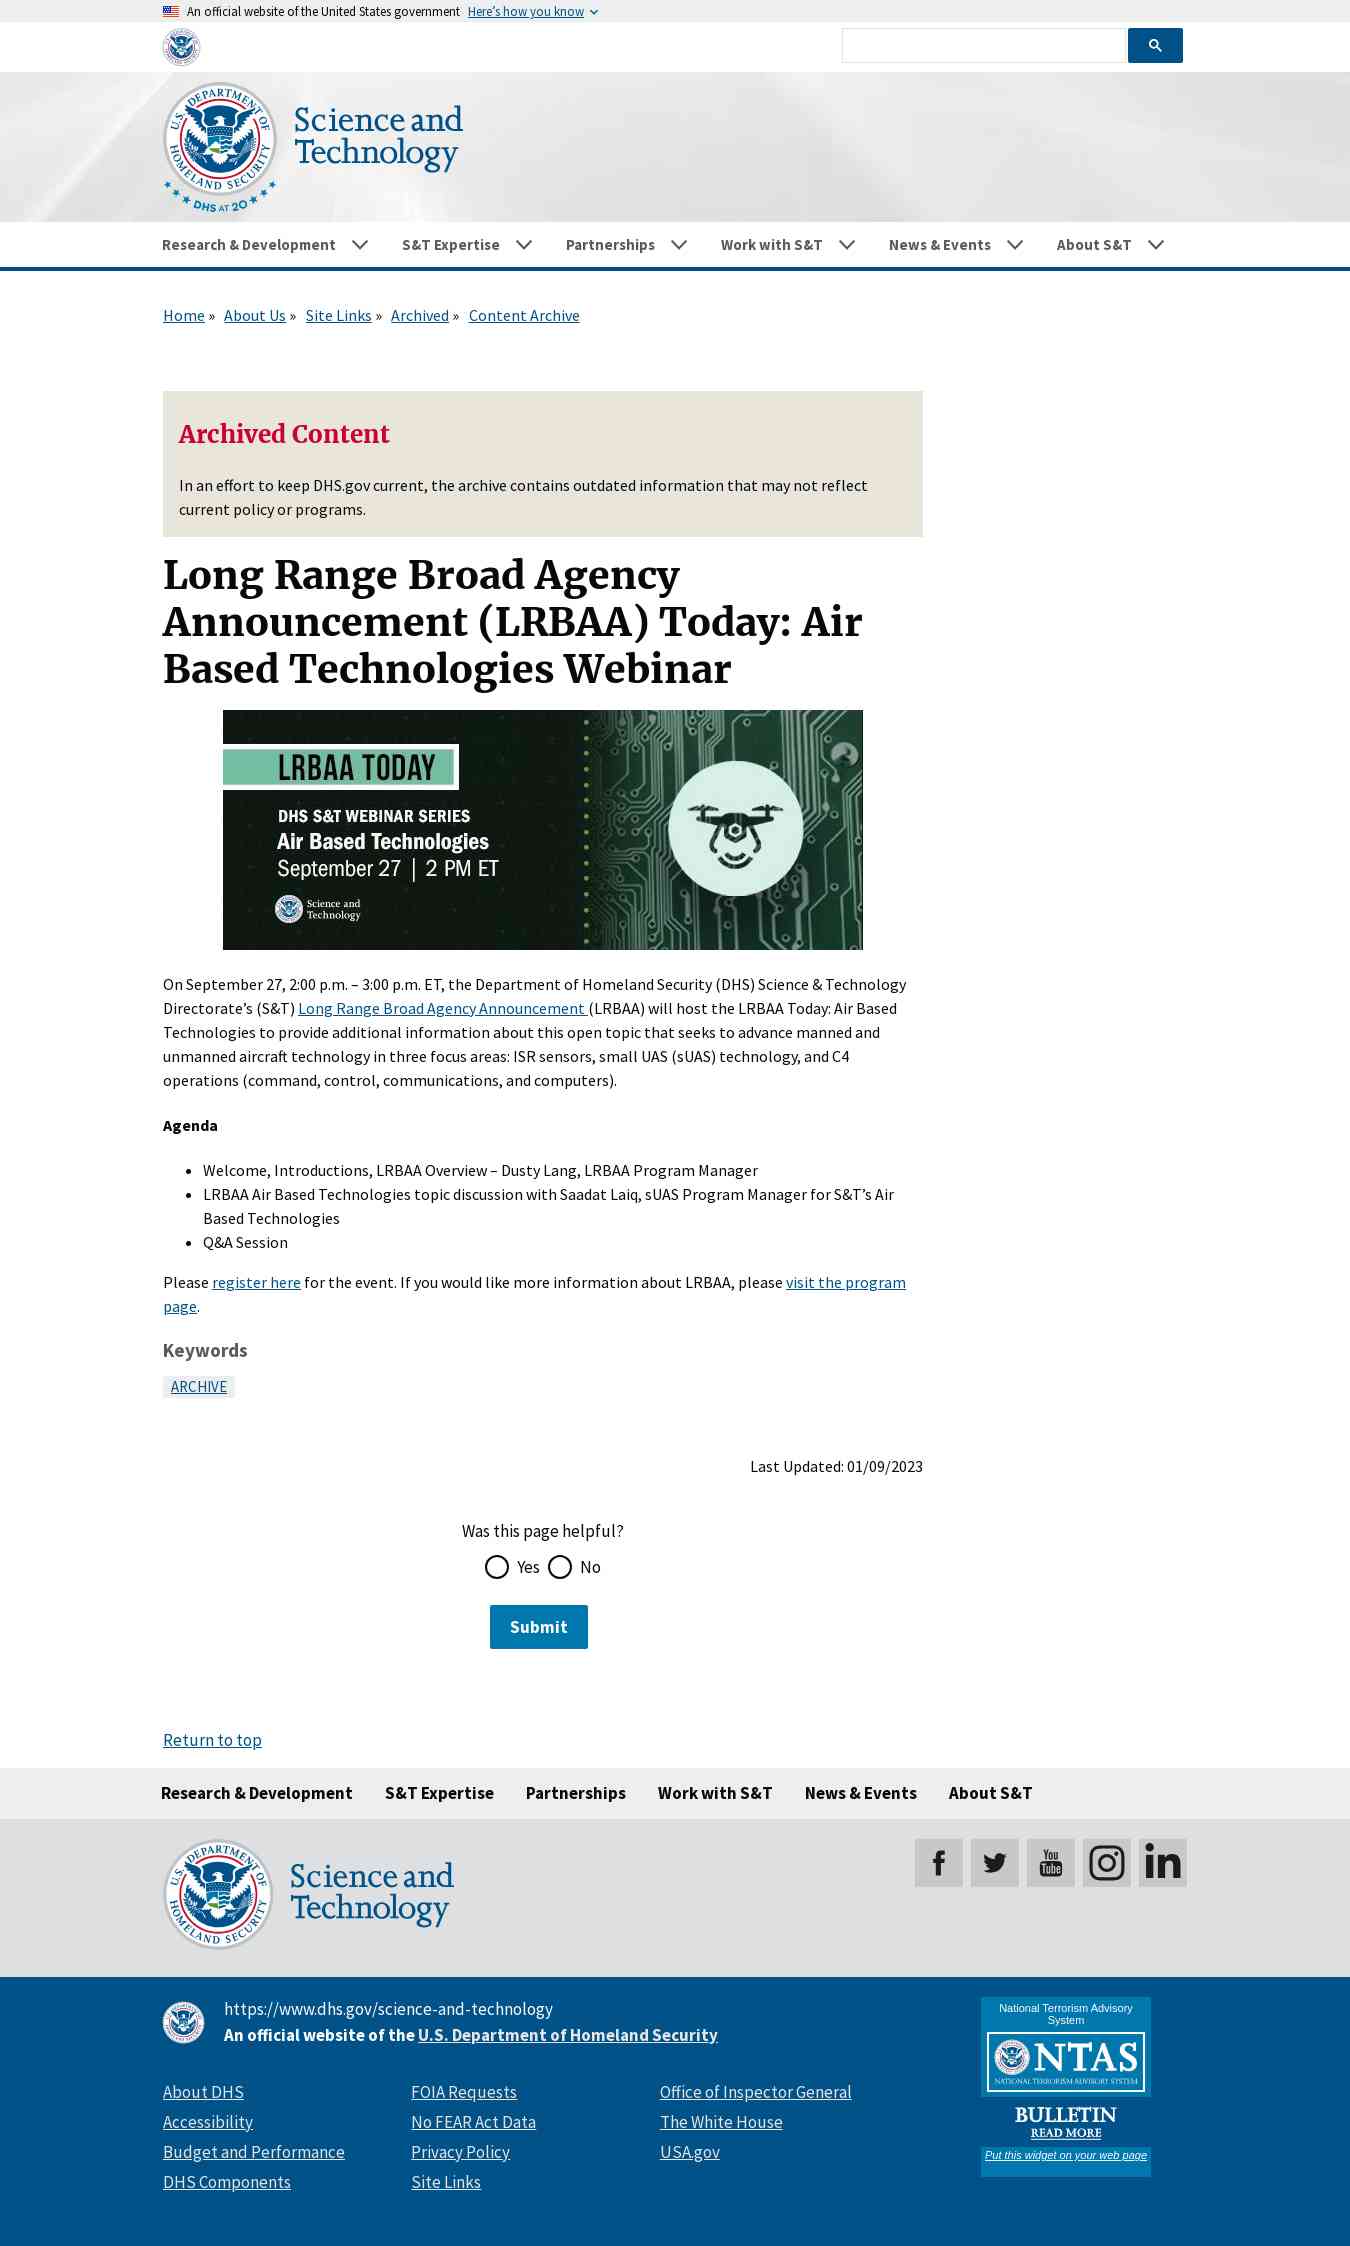 An official website of the United States government Here's how you know
Science and
Technology
U.S. DEPARTMENT OF HOMELAND SECURITY
DHS AT 20
Research & Development S&T Expertise Partnerships Work with S&T News & Events About S&T
Home » About Us » Site Links » Archived » Content Archive
Archived Content
In an effort to keep DHS.gov current, the archive contains outdated information that may not reflect
current policy or programs.
Long Range Broad Agency
Announcement (LRBAA) Today: Air
Based Technologies Webinar
LRBAA TODAY
DHS S&T WEBINAR SERIES
Air Based Technologies
September 27 | 2 PM ET
Science and
Technology
On September 27, 2:00 p.m. – 3:00 p.m. ET, the Department of Homeland Security (DHS) Science & Technology
Directorate’s (S&T) Long Range Broad Agency Announcement (LRBAA) will host the LRBAA Today: Air Based
Technologies to provide additional information about this open topic that seeks to advance manned and
unmanned aircraft technology in three focus areas: ISR sensors, small UAS (sUAS) technology, and C4
operations (command, control, communications, and computers).
Agenda
• Welcome, Introductions, LRBAA Overview – Dusty Lang, LRBAA Program Manager
• LRBAA Air Based Technologies topic discussion with Saadat Laiq, sUAS Program Manager for S&T’s Air
Based Technologies
• Q&A Session
Please register here for the event. If you would like more information about LRBAA, please visit the program
page.
Keywords
ARCHIVE
Last Updated: 01/09/2023
Was this page helpful?
Yes No
Submit
Return to top
Research & Development S&T Expertise Partnerships Work with S&T News & Events About S&T
U.S. DEPARTMENT OF HOMELAND SECURITY
Science and
Technology
You
Tube
in
https://www.dhs.gov/science-and-technology
An official website of the U.S. Department of Homeland Security
About DHS
Accessibility
Budget and Performance
DHS Components
FOIA Requests
No FEAR Act Data
Privacy Policy
Site Links
Office of Inspector General
The White House
USA.gov
National Terrorism Advisory
System
NTAS
NATIONAL TERRORISM ADVISORY SYSTEM
BULLETIN
READ MORE
Put this widget on your web page